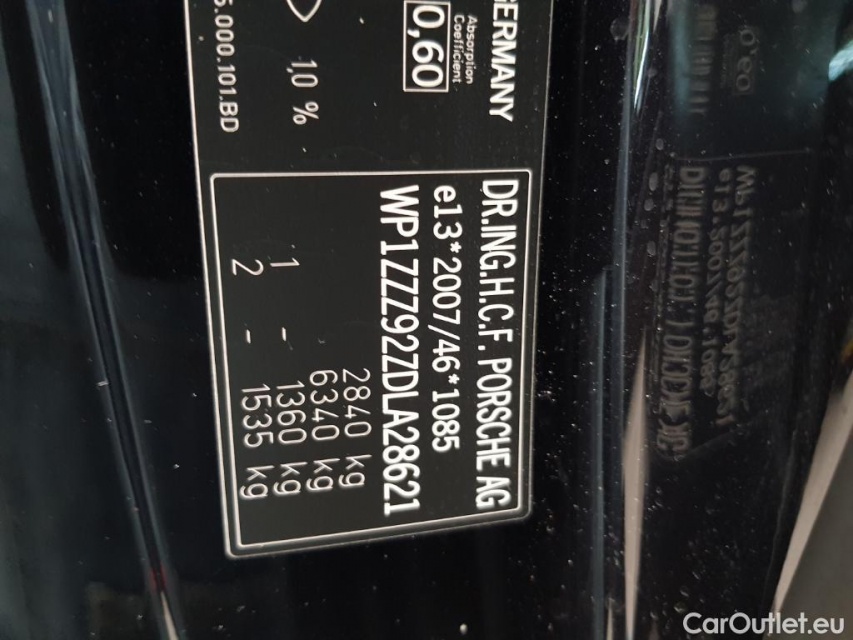 GERMANY
Absorption
Coefficient
0,60
1,0 %
.000.101.BD
DR.ING.H.C.F. PORSCHE AG
e13*2007/46*1085
WP1ZZZ92ZDLA28621
2840 kg
6340 kg
1 - 1360 kg
2 - 1535 kg
CarOutlet.eu